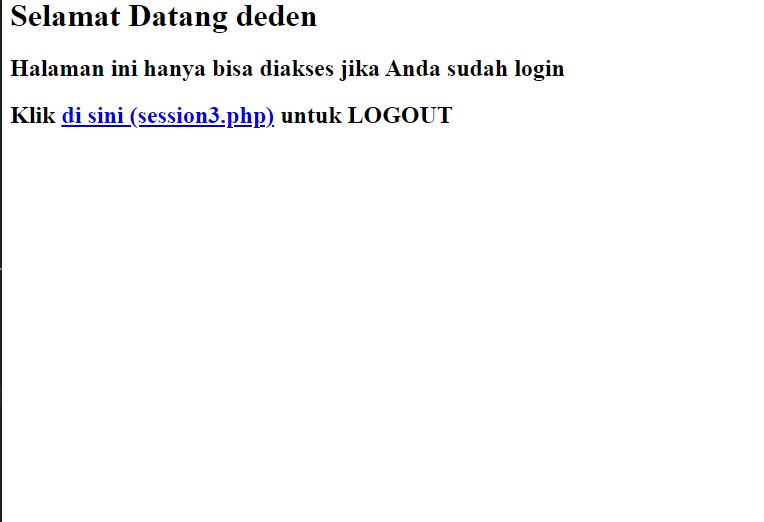 Selamat Datang deden
Halaman ini hanya bisa diakses jika Anda sudah login
Klik di sini (session3.php) untuk LOGOUT